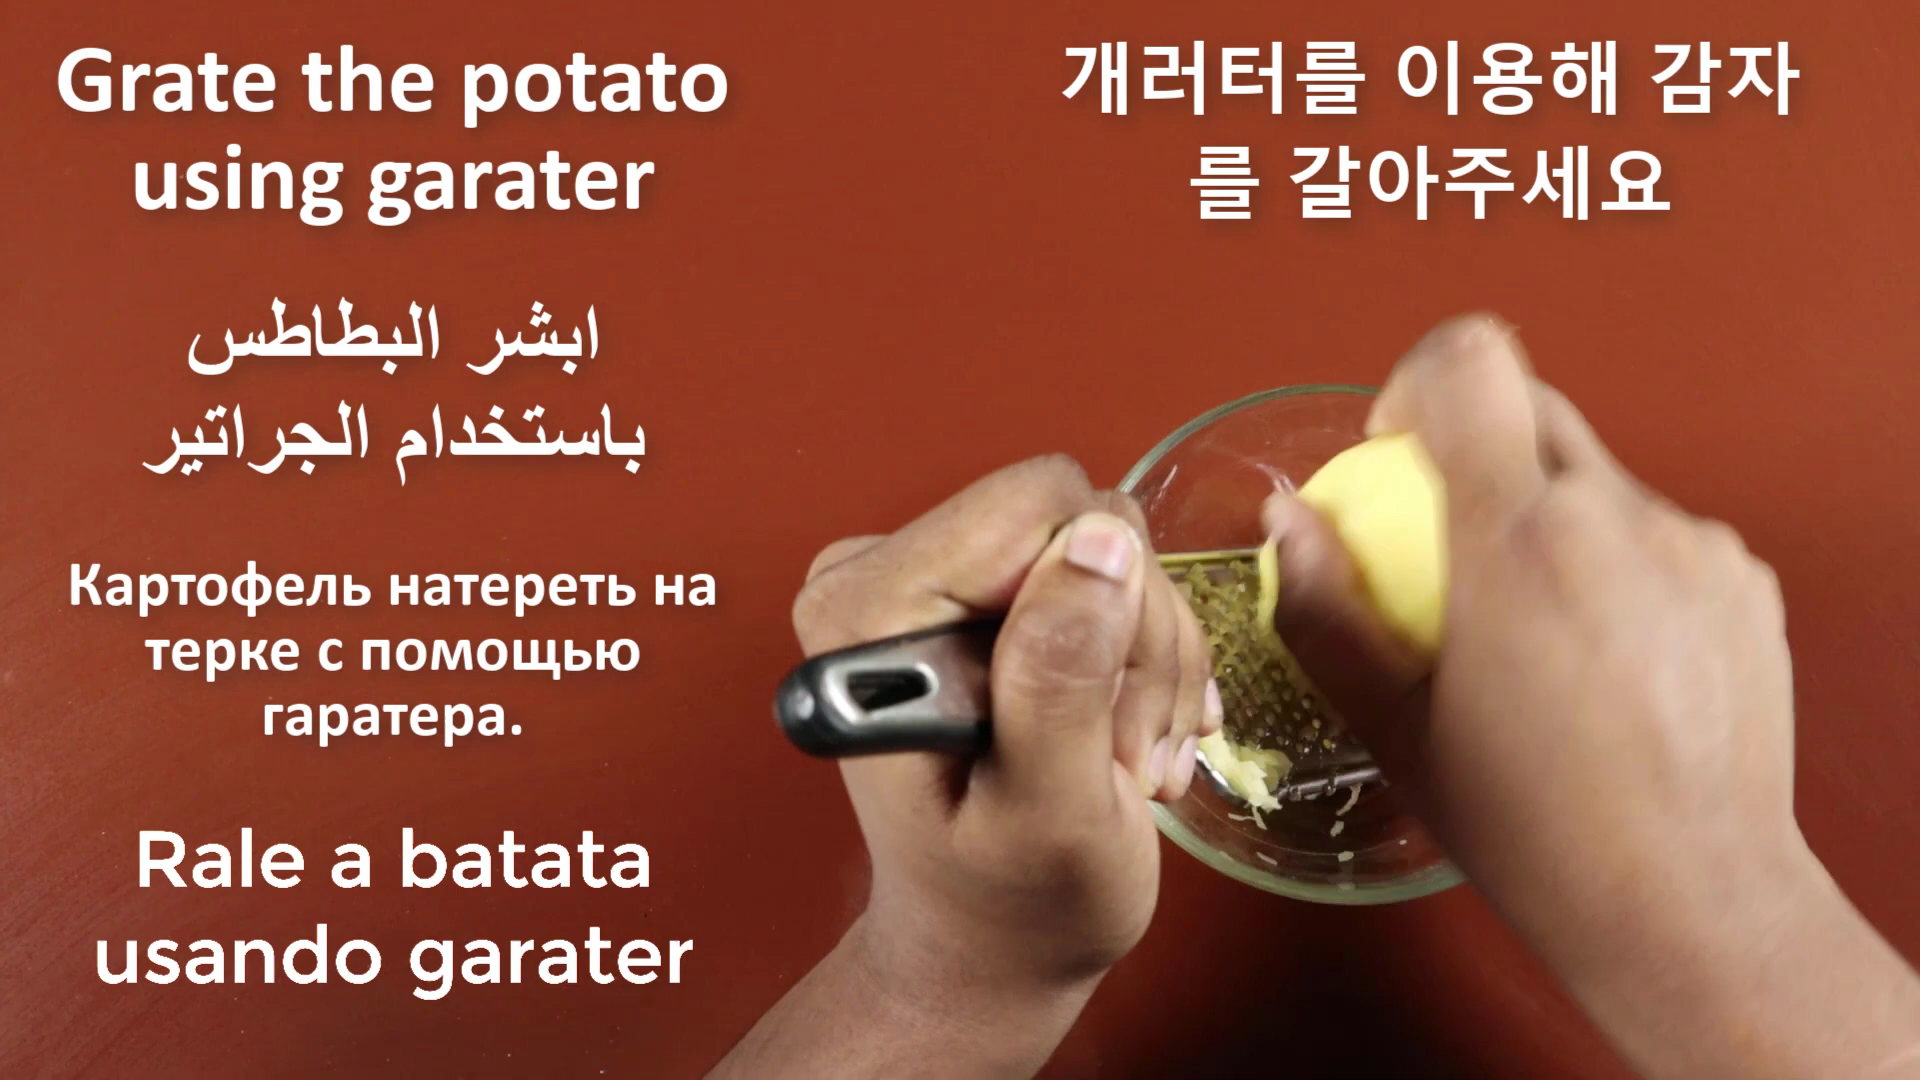 Grate the potato
using garater
ابشر البطاطس
باستخدام الجراتير
Картофель натереть на
терке с помощью
гаратера.
Rale a batata
usando garater
개러터를 이용해 감자
를 갈아주세요